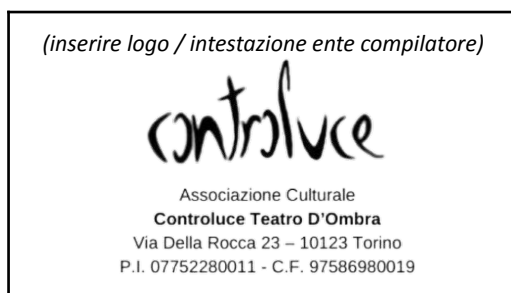 (inserire logo / intestazione ente compilatore)
controluce
Associazione Culturale
Controluce Teatro D'Ombra
Via Della Rocca 23 – 10123 Torino
P.I. 07752280011 - C.F. 97586980019